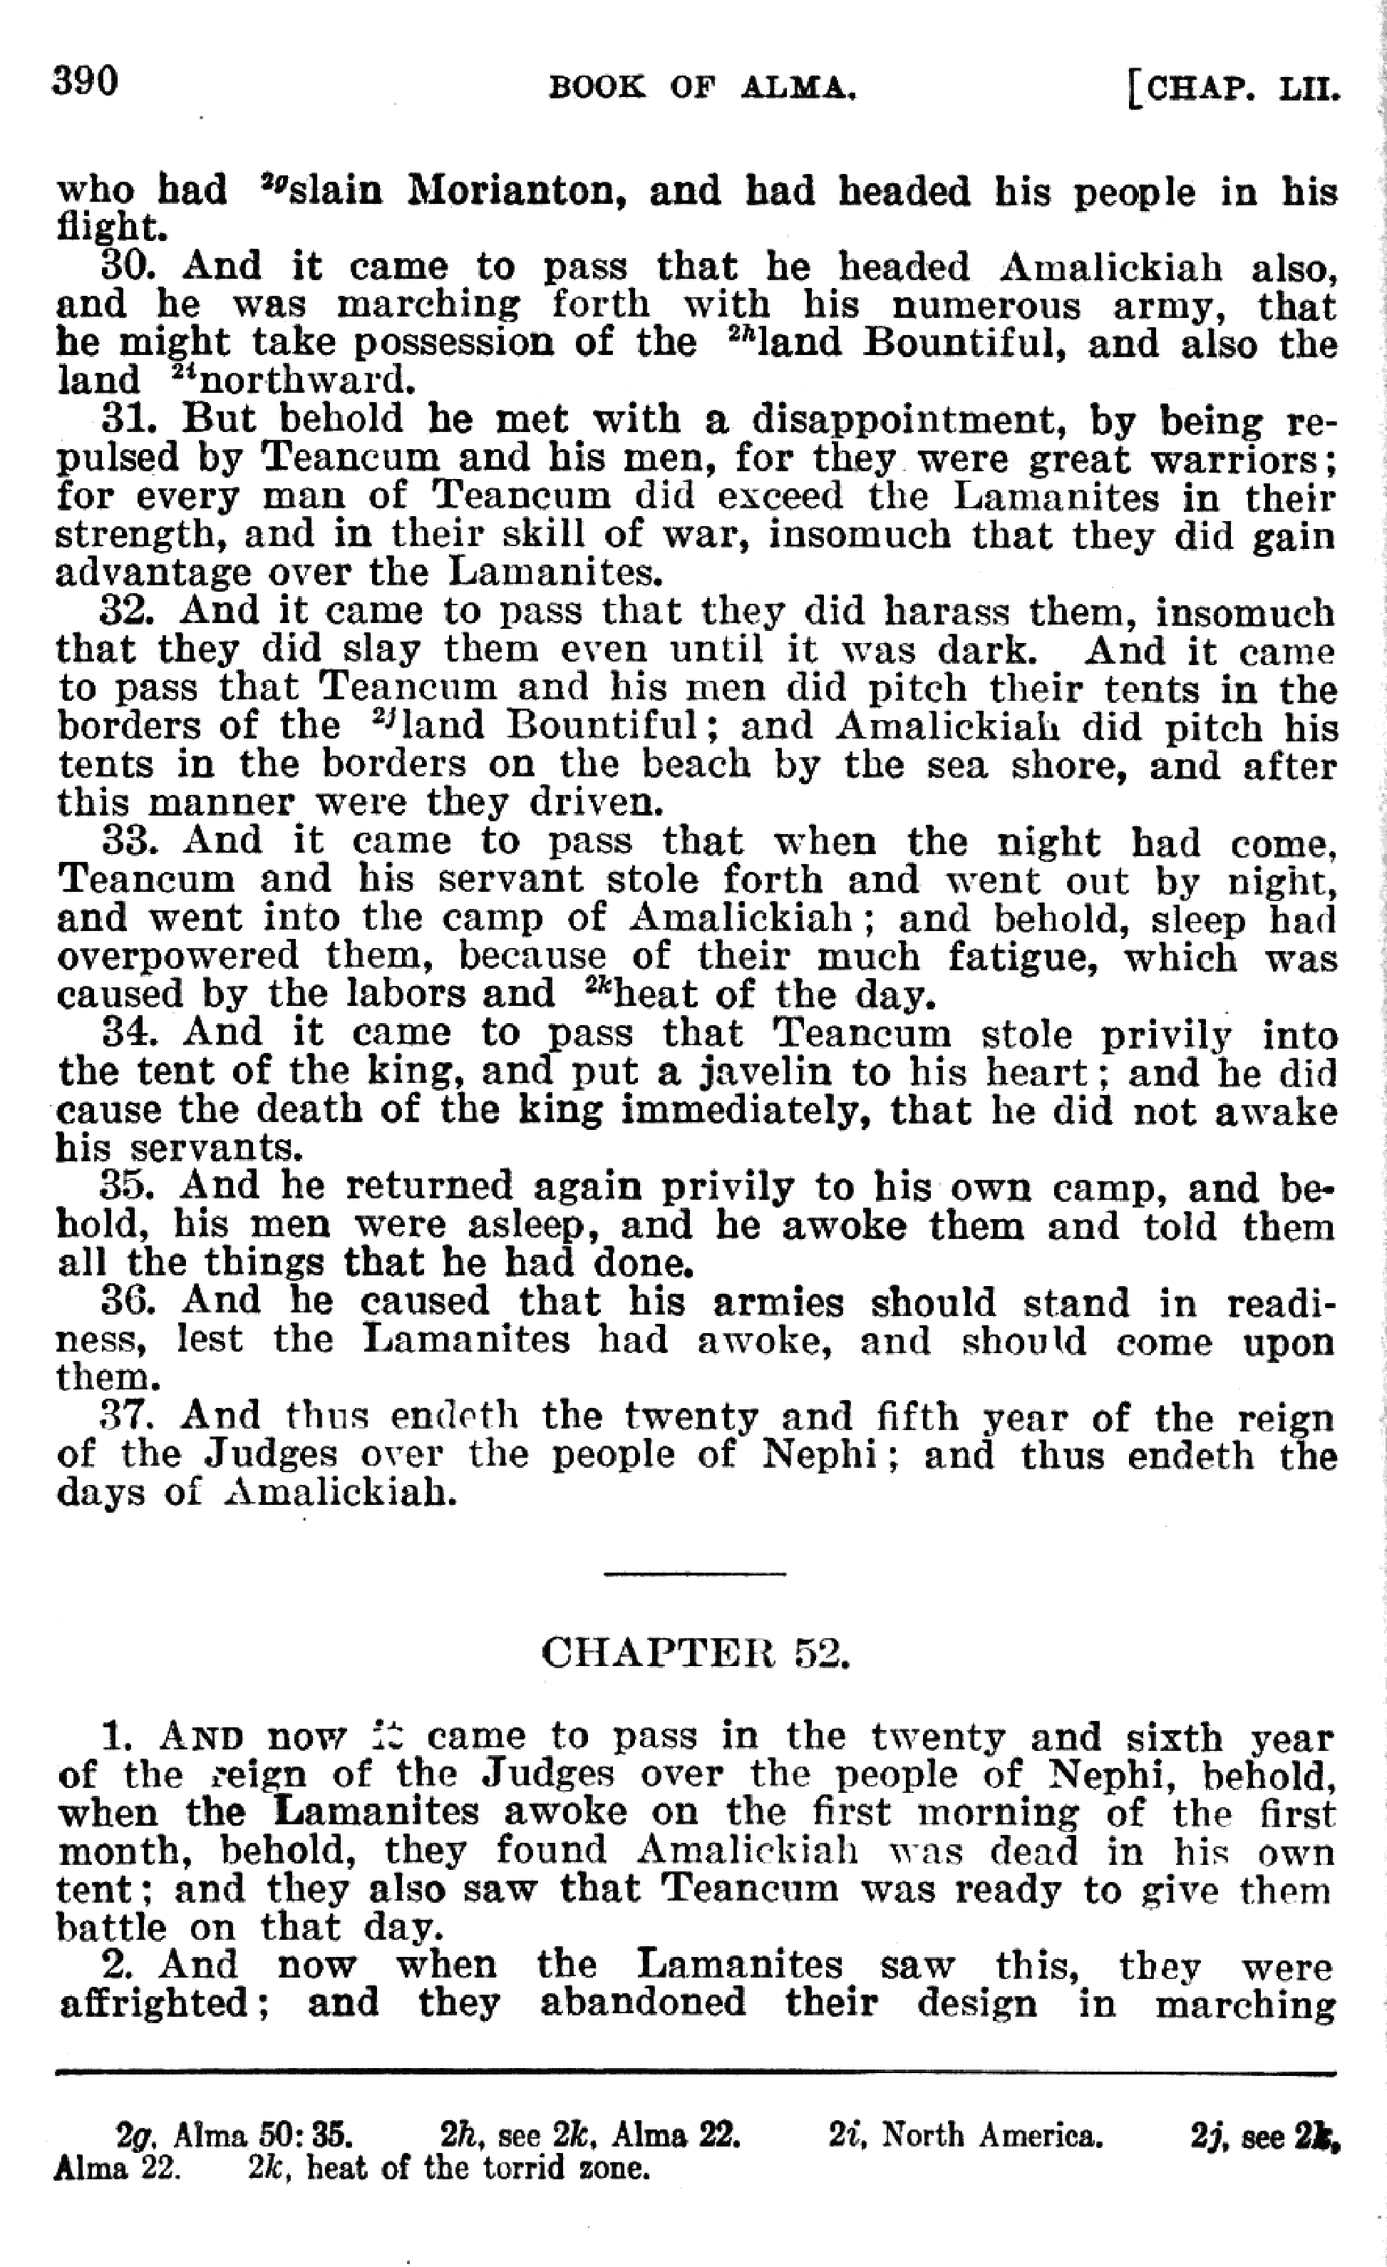 390 BOOK OF ALMA. [CHAP. LII.
who had 2gslain Morianton, and had headed his people in his
flight.
30. And it came to pass that he headed Amalickiah also,
and he was marching forth with his numerous army, that
he might take possession of the 2hland Bountiful, and also the
land 2inorthward.
31. But behold he met with a disappointment, by being re-
pulsed by Teancum and his men, for they were great warriors;
for every man of Teancum did exceed the Lamanites in their
strength, and in their skill of war, insomuch that they did gain
advantage over the Lamanites.
32. And it came to pass that they did harass them, insomuch
that they did slay them even until it was dark. And it came
to pass that Teancum and his men did pitch their tents in the
borders of the 2jland Bountiful; and Amalickiah did pitch his
tents in the borders on the beach by the sea shore, and after
this manner were they driven.
33. And it came to pass that when the night had come,
Teancum and his servant stole forth and went out by night,
and went into the camp of Amalickiah; and behold, sleep had
overpowered them, because of their much fatigue, which was
caused by the labors and 2kheat of the day.
34. And it came to pass that Teancum stole privily into
the tent of the king, and put a javelin to his heart; and he did
cause the death of the king immediately, that he did not awake
his servants.
35. And he returned again privily to his own camp, and be-
hold, his men were asleep, and he awoke them and told them
all the things that he had done.
36. And he caused that his armies should stand in readi-
ness, lest the Lamanites had awoke, and should come upon
them.
37. And thus endeth the twenty and fifth year of the reign
of the Judges over the people of Nephi; and thus endeth the
days of Amalickiah.
CHAPTER 52.
1. AND now it came to pass in the twenty and sixth year
of the reign of the Judges over the people of Nephi, behold,
when the Lamanites awoke on the first morning of the first
month, behold, they found Amalickiah was dead in his own
tent; and they also saw that Teancum was ready to give them
battle on that day.
2. And now when the Lamanites saw this, they were
affrighted; and they abandoned their design in marching
2g, Alma 50:35. 2h, see 2k, Alma 22. 2i, North America. 2j, see 2k,
Alma 22. 2k, heat of the torrid zone.